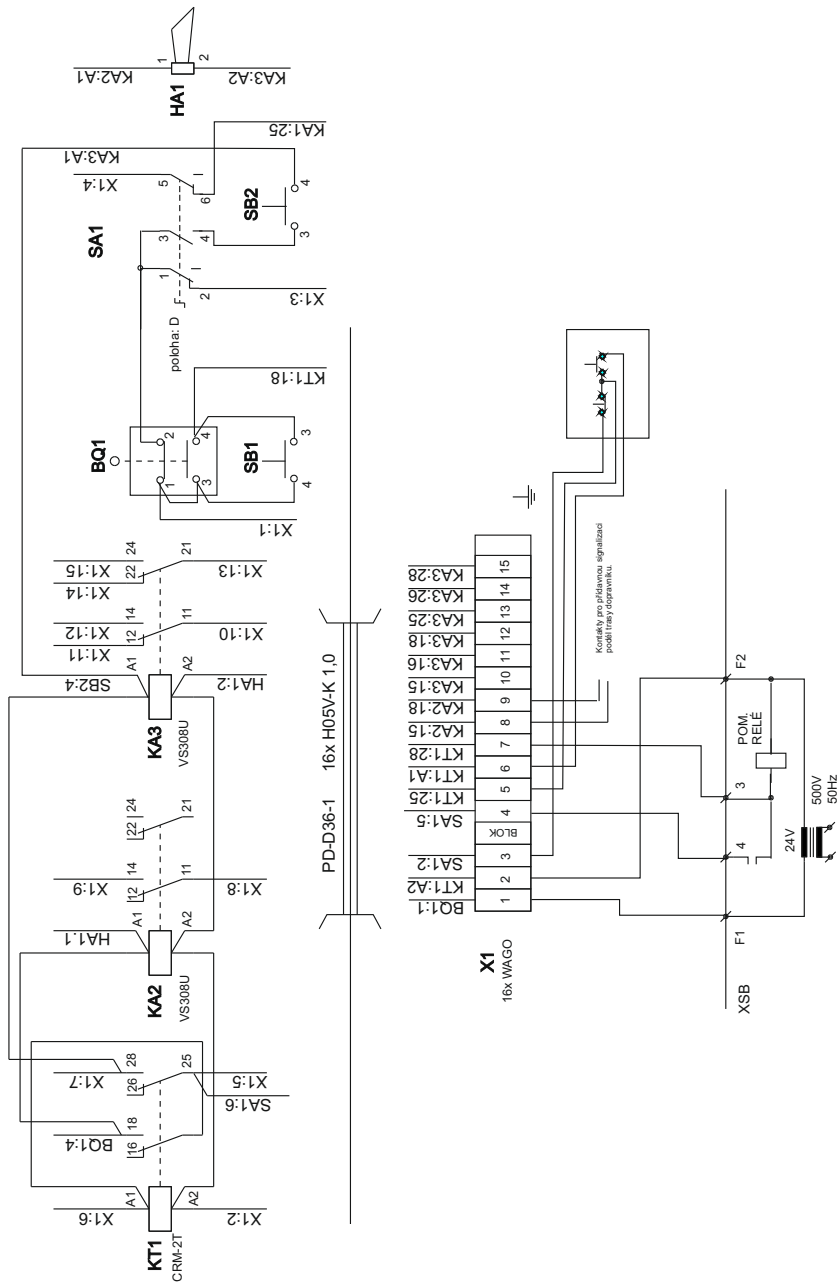 KT1
CRM-2T
X1:6
A1
A2
X1:2
BQ1:4
16
18
X1:7
26
28
25
X1:5
SA1:6
KA2
VS308U
HA1.1
A1
A2
X1:9
12
14
11
X1:8
22
24
21
KA3
VS308U
SB2:4
A1
A2
HA1:2
X1:11
X1:12
12
14
11
X1:10
X1:14
X1:15
22
24
21
X1:13
BQ1
1
2
3
4
X1:1
KT1:18
SB1
4
3
poloha: D
SA1
1
2
3
4
5
6
X1:3
X1:4
KA3:A1
KA1:25
SB2
3
4
HA1
KA2:A1
1
2
KA3:A2
PD-D36-1
16x H05V-K 1,0
X1
16x WAGO
BQ1:1
KT1:A2
SA1:2
SA1:5
KT1:25
KT1:A1
KT1:28
KA2:15
KA2:18
KA3:15
KA3:16
KA3:18
KA3:25
KA3:26
KA3:28
1
2
3
BLOK
4
5
6
7
8
9
10
11
12
13
14
15
Kontakty pro přídavnou signalizaci
podél trasy dopravníku.
XSB
F1
4
3
F2
POM.
RELÉ
24V
500V
50Hz